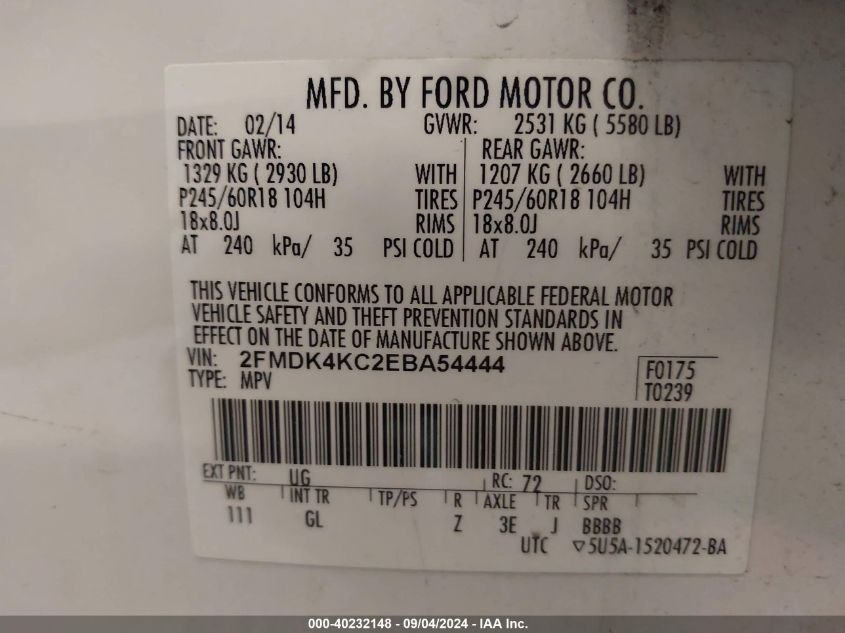 MFD. BY FORD MOTOR CO.
DATE: 02/14 GVWR: 2531 KG ( 5580 LB)
FRONT GAWR: REAR GAWR:
1329 KG ( 2930 LB) WITH 1207 KG ( 2660 LB) WITH
P245/60R18 104H TIRES P245/60R18 104H TIRES
18x8.0J RIMS 18x8.0J RIMS
AT 240 kPa/ 35 PSI COLD AT 240 kPa/ 35 PSI COLD
THIS VEHICLE CONFORMS TO ALL APPLICABLE FEDERAL MOTOR
VEHICLE SAFETY AND THEFT PREVENTION STANDARDS IN
EFFECT ON THE DATE OF MANUFACTURE SHOWN ABOVE.
VIN: 2FMDK4KC2EBA54444 F0175
TYPE: MPV T0239
EXT PNT: UG RC: 72 DSO:
WB INT TR TP/PS R AXLE TR SPR
111 GL Z 3E J BBBB
UTC ▽5U5A-1520472-BA
000-40232148 - 09/04/2024 - IAA Inc.